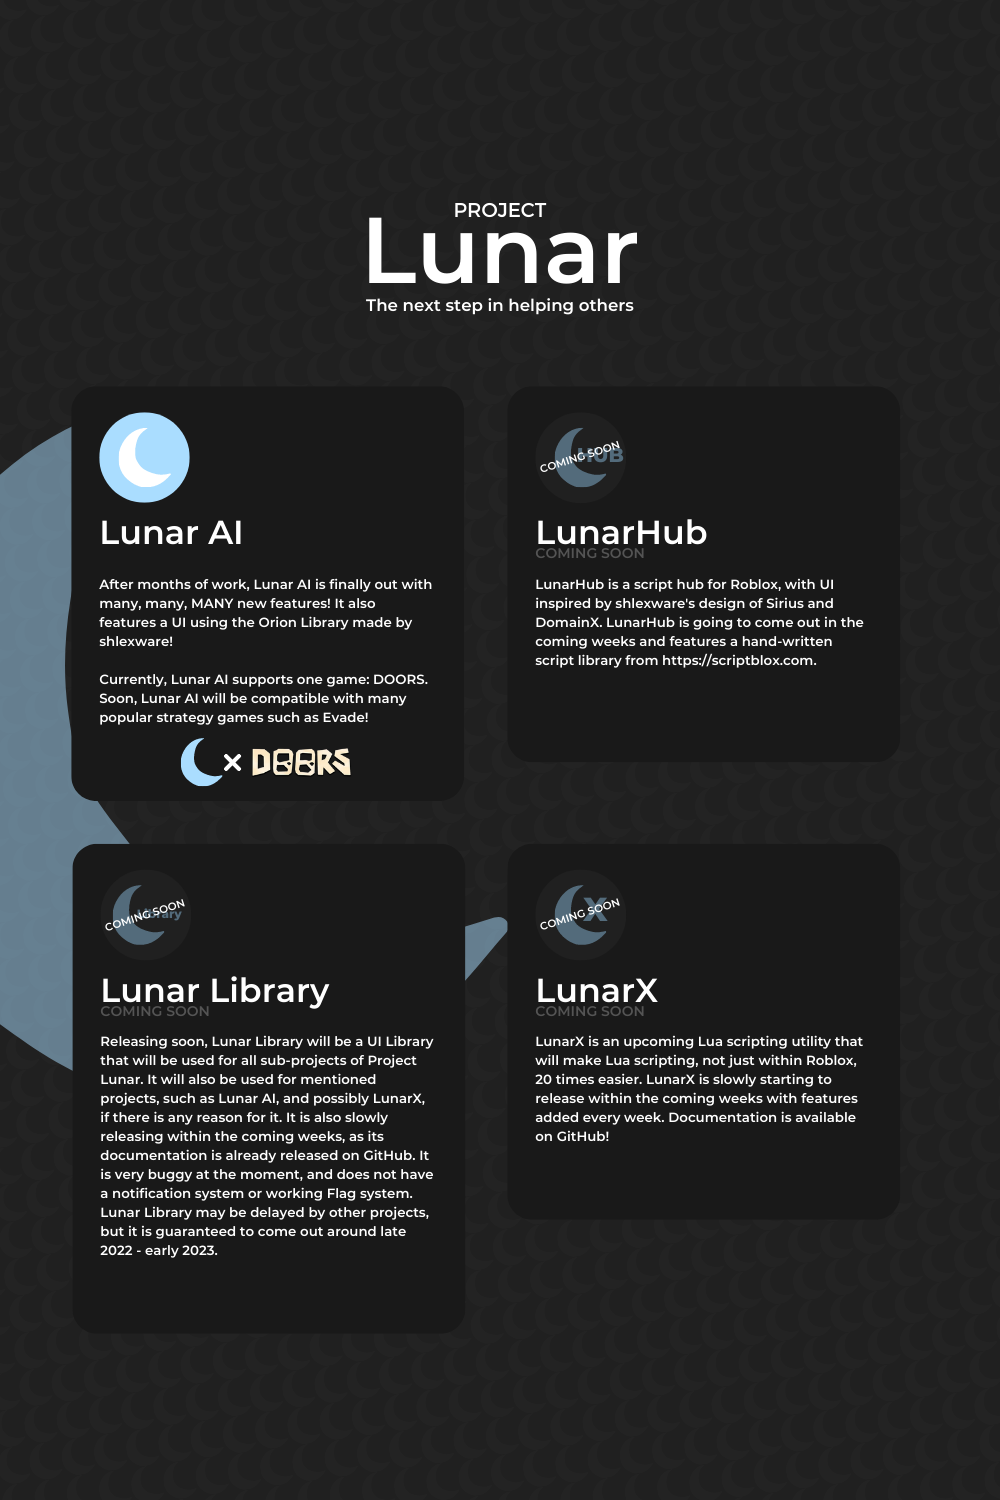 PROJECT
Lunar
The next step in helping others
Lunar AI
After months of work, Lunar AI is finally out with
many, many, MANY new features! It also
features a UI using the Orion Library made by
shlexware!
Currently, Lunar AI supports one game: DOORS.
Soon, Lunar AI will be compatible with many
popular strategy games such as Evade!
× DOORS
HUB
COMING SOON
LunarHub
COMING SOON
LunarHub is a script hub for Roblox, with UI
inspired by shlexware's design of Sirius and
DomainX. LunarHub is going to come out in the
coming weeks and features a hand-written
script library from https://scriptblox.com.
Library
COMING SOON
Lunar Library
COMING SOON
Releasing soon, Lunar Library will be a UI Library
that will be used for all sub-projects of Project
Lunar. It will also be used for mentioned
projects, such as Lunar AI, and possibly LunarX,
if there is any reason for it. It is also slowly
releasing within the coming weeks, as its
documentation is already released on GitHub. It
is very buggy at the moment, and does not have
a notification system or working Flag system.
Lunar Library may be delayed by other projects,
but it is guaranteed to come out around late
2022 - early 2023.
X
COMING SOON
LunarX
COMING SOON
LunarX is an upcoming Lua scripting utility that
will make Lua scripting, not just within Roblox,
20 times easier. LunarX is slowly starting to
release within the coming weeks with features
added every week. Documentation is available
on GitHub!